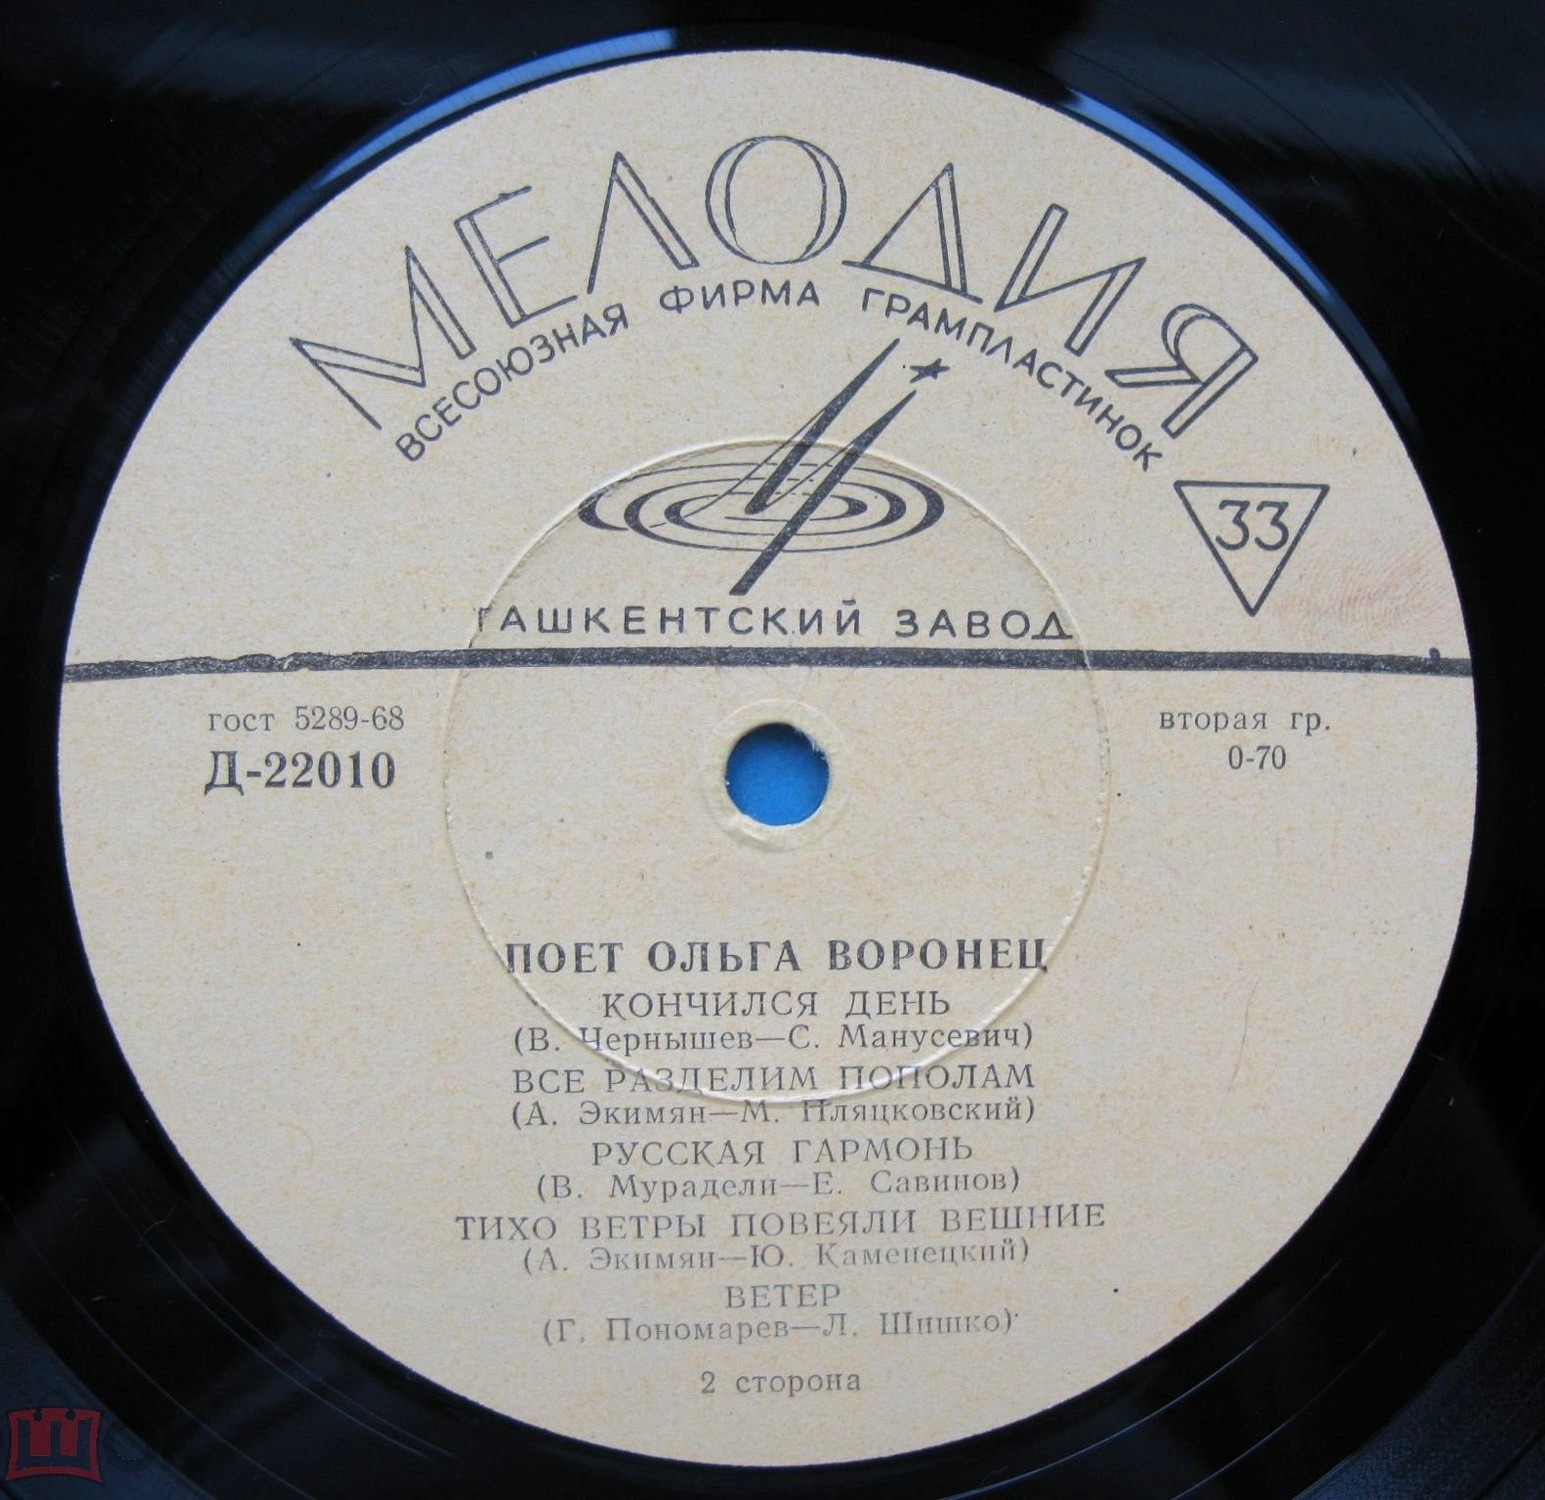 МЕЛОДИЯ
ВСЕСОЮЗНАЯ ФИРМА ГРАМПЛАСТИНОК
33
ТАШКЕНТСКИЙ ЗАВОД
гост 5289-68
вторая гр.
Д-22010
0-70
ПОЕТ ОЛЬГА ВОРОНЕЦ
КОНЧИЛСЯ ДЕНЬ
(В. Чернышев—С. Манусевич)
ВСЕ РАЗДЕЛИМ ПОПОЛАМ
(А. Экимян—М. Пляцковский)
РУССКАЯ ГАРМОНЬ
(В. Мурадели—Е. Савинов)
ТИХО ВЕТРЫ ПОВЕЯЛИ ВЕШНИЕ
(А. Экимян—Ю. Каменецкий)
ВЕТЕР
(Г. Пономарев—Л. Шишко)
2 сторона